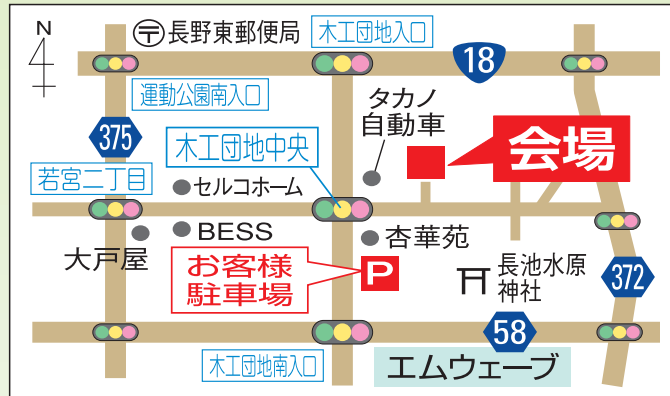 N
〒長野東郵便局
木工団地入口
18
運動公園南入口
タカノ
自動車
会場
375
木工団地中央
若宮二丁目
セルコホーム
BESS
大戸屋
杏華苑
お客様
駐車場
P
長池水原
神社
372
58
木工団地南入口
エムウェーブ